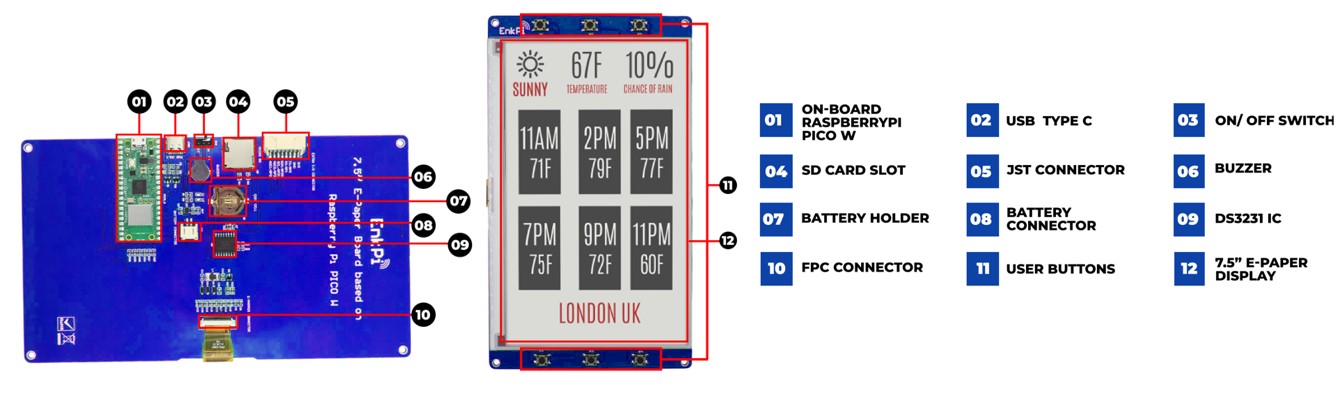 01
02
03
04
05
06
07
08
09
10
7.5” E-Paper Board based on
Raspberry Pi PICO W
EnkPi
EnkPi
SUNNY
67F
TEMPERATURE
10%
CHANCE OF RAIN
11AM
71F
2PM
79F
5PM
77F
7PM
75F
9PM
72F
11PM
60F
LONDON UK
11
12
01 ON-BOARD
RASPBERRYPI
PICO W
02 USB TYPE C
03 ON/ OFF SWITCH
04 SD CARD SLOT
05 JST CONNECTOR
06 BUZZER
07 BATTERY HOLDER
08 BATTERY
CONNECTOR
09 DS3231 IC
10 FPC CONNECTOR
11 USER BUTTONS
12 7.5” E-PAPER
DISPLAY